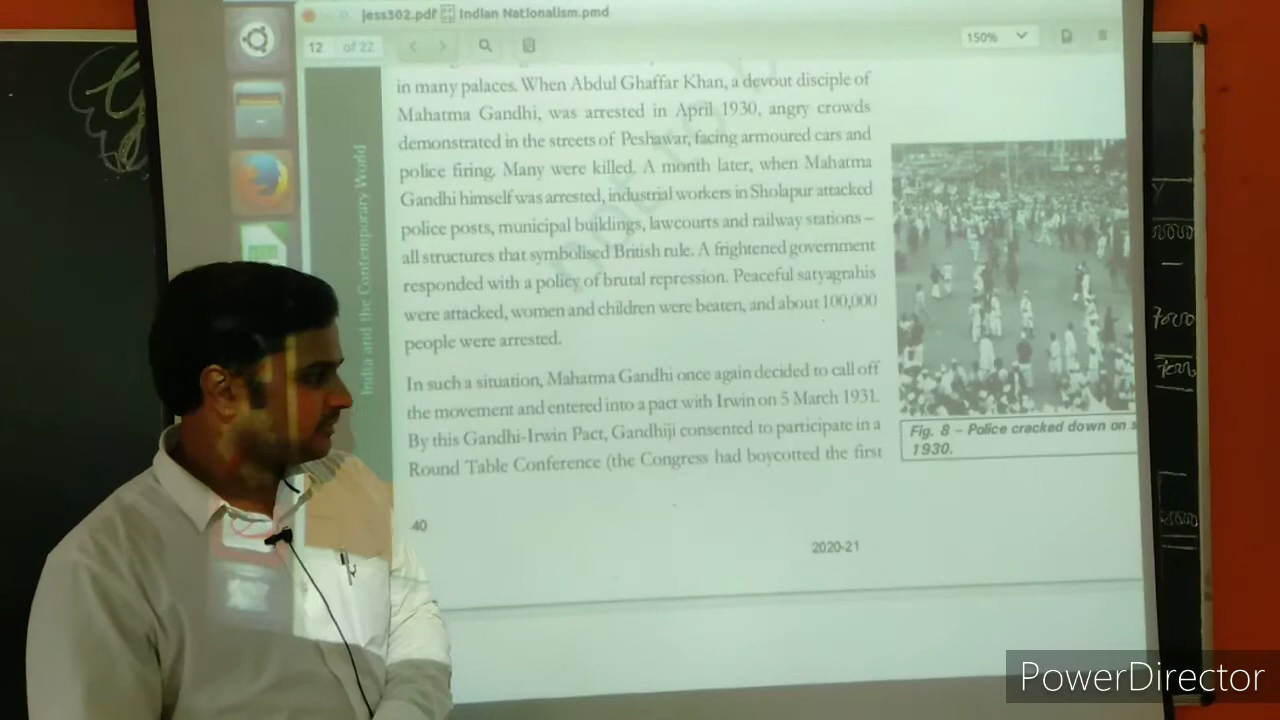 jess302.pdf Indian Nationalism.pmd
12 of 22
150%
in many palaces. When Abdul Ghaffar Khan, a devout disciple of
Mahatma Gandhi, was arrested in April 1930, angry crowds
demonstrated in the streets of Peshawar, facing armoured cars and
police firing. Many were killed. A month later, when Mahatma
Gandhi himself was arrested, industrial workers in Sholapur attacked
police posts, municipal buildings, lawcourts and railway stations –
all structures that symbolised British rule. A frightened government
responded with a policy of brutal repression. Peaceful satyagrahis
were attacked, women and children were beaten, and about 100,000
people were arrested.
In such a situation, Mahatma Gandhi once again decided to call off
the movement and entered into a pact with Irwin on 5 March 1931.
By this Gandhi-Irwin Pact, Gandhiji consented to participate in a
Round Table Conference (the Congress had boycotted the first
40
2020-21
India and the Contemporary World
Fig. 8 – Police cracked down on s
1930.
PowerDirector